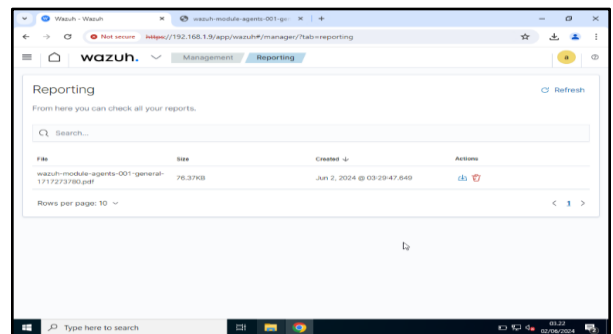 Wazuh - Wazuh
wazuh-module-agents-001-ge
Not secure https://192.168.1.9/app/wazuh#/manager/?tab=reporting
wazuh. Management Reporting a
Reporting
Refresh
From here you can check all your reports.
Search...
File Size Created Actions
wazuh-module-agents-001-general-
1717273780.pdf
76.37KB Jun 2, 2024 @ 03:29:47.649
Rows per page: 10
1
Type here to search
03.22
02/06/2024